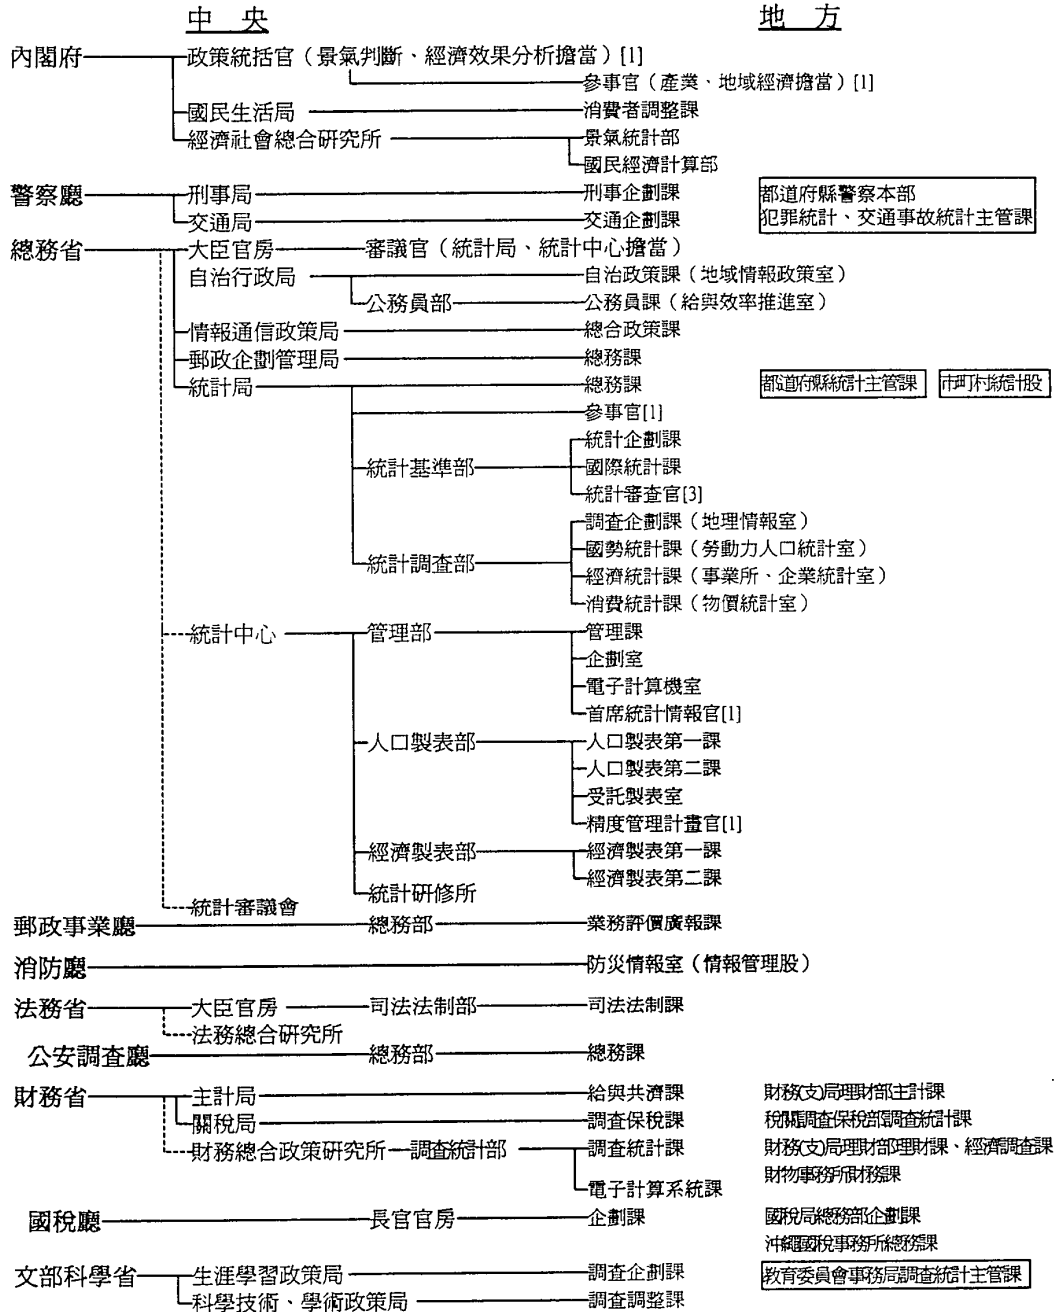 中 央 地 方
內閣府 政策統括官（景氣判斷、經濟效果分析擔當）[1]
參事官（產業、地域經濟擔當）[1]
國民生活局 消費者調整課
經濟社會總合研究所 景氣統計部
國民經濟計算部
警察廳 刑事局 刑事企劃課 都道府縣警察本部
交通局 交通企劃課 犯罪統計、交通事故統計主管課
總務省 大臣官房 審議官（統計局、統計中心擔當）
自治行政局 自治政策課（地域情報政策室）
公務員部 公務員課（給與效率推進室）
情報通信政策局 總合政策課
郵政企劃管理局 總務課
統計局 總務課 都道府縣統計主管課 市町村統計股
參事官[1]
統計企劃課
統計基準部 國際統計課
統計審查官[3]
調查企劃課（地理情報室）
國勢統計課（勞動力人口統計室）
統計調查部 經濟統計課（事業所、企業統計室）
消費統計課（物價統計室）
統計中心 管理部 管理課
企劃室
電子計算機室
首席統計情報官[1]
人口製表部 人口製表第一課
人口製表第二課
受託製表室
精度管理計畫官[1]
經濟製表部 經濟製表第一課
經濟製表第二課
統計研修所
統計審議會
郵政事業廳 總務部 業務評價廣報課
消防廳 防災情報室（情報管理股）
法務省 大臣官房 司法法制部 司法法制課
法務總合研究所
公安調查廳 總務部 總務課
財務省 主計局 給與共濟課 財務(支)局理財部主計課
關稅局 調查保稅課 稅關調查保稅部調查統計課
財務總合政策研究所 調查統計部 調查統計課 財務(支)局理財部理財課、經濟調查課
財物事務所財務課
電子計算系統課
國稅廳 長官官房 企劃課 國稅局總務部企劃課
沖繩國稅事務所總務課
文部科學省 生涯學習政策局 調查企劃課 教育委員會事務局調查統計主管課
科學技術、學術政策局 調查調整課